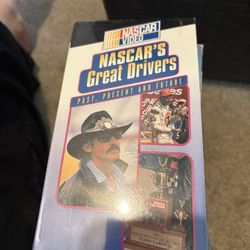 NASCAR
VIDEO
NASCAR'S
Great Drivers
PAST, PRESENT AND FUTURE